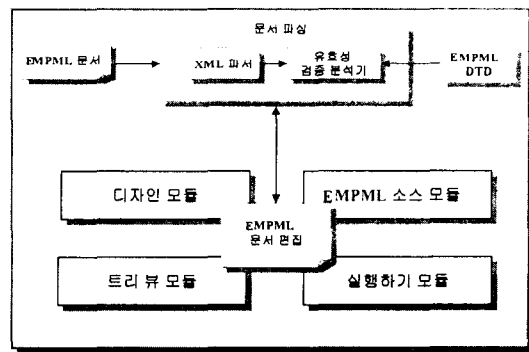 문서 파싱
EMPML 문서
XML 파서
유효성
검증 분석기
EMPML
DTD
디자인 모듈
EMPML 소스 모듈
EMPML
문서 편집
트리 뷰 모듈
실행하기 모듈